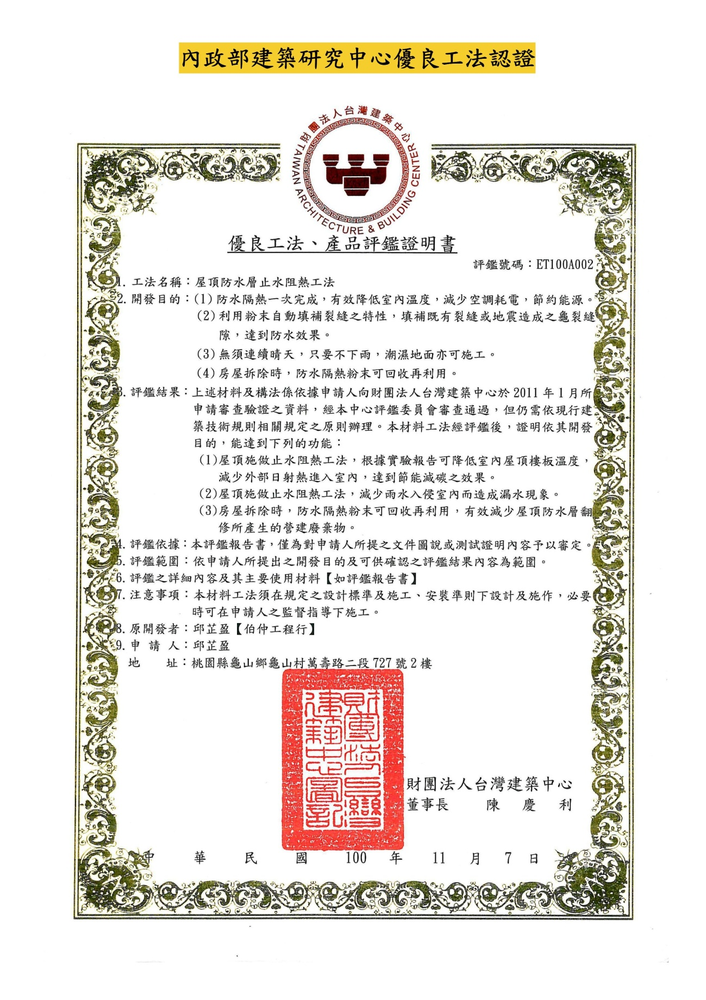 內政部建築研究中心優良工法認證
財團法人台灣建築中心
TAIWAN ARCHITECTURE & BUILDING CENTER
優良工法、產品評鑑證明書
評鑑號碼：ET100A002
1. 工法名稱：屋頂防水層止水阻熱工法
2. 開發目的：(1) 防水隔熱一次完成，有效降低室內溫度，減少空調耗電，節約能源。
(2) 利用粉末自動填補裂縫之特性，填補既有裂縫或地震造成之龜裂縫
隙，達到防水效果。
(3) 無須連續晴天，只要不下雨，潮濕地面亦可施工。
(4) 房屋拆除時，防水隔熱粉末可回收再利用。
3. 評鑑結果：上述材料及構法係依據申請人向財團法人台灣建築中心於 2011 年 1 月所
申請審查驗證之資料，經本中心評鑑委員會審查通過，但仍需依現行建
築技術規則相關規定之原則辦理。本材料工法經評鑑後，證明依其開發
目的，能達到下列的功能：
(1)屋頂施做止水阻熱工法，根據實驗報告可降低室內屋頂樓板溫度，
減少外部日射熱進入室內，達到節能減碳之效果。
(2)屋頂施做止水阻熱工法，減少雨水入侵室內而造成漏水現象。
(3)房屋拆除時，防水隔熱粉末可回收再利用，有效減少屋頂防水層翻
修所產生的營建廢棄物。
4. 評鑑依據：本評鑑報告書，僅為對申請人所提之文件圖說或測試證明內容予以審定。
5. 評鑑範圍：依申請人所提出之開發目的及可供確認之評鑑結果內容為範圍。
6. 評鑑之詳細內容及其主要使用材料【如評鑑報告書】
7. 注意事項：本材料工法須在規定之設計標準及施工、安裝準則下設計及施作，必要
時可在申請人之監督指導下施工。
8. 原開發者：邱芷盈【伯仲工程行】
9. 申 請 人：邱芷盈
地 址：桃園縣龜山鄉龜山村萬壽路二段 727 號 2 樓
財團法人台灣
建築中心圖記
財團法人台灣建築中心
董事長 陳 慶 利
中 華 民 國 100 年 11 月 7 日